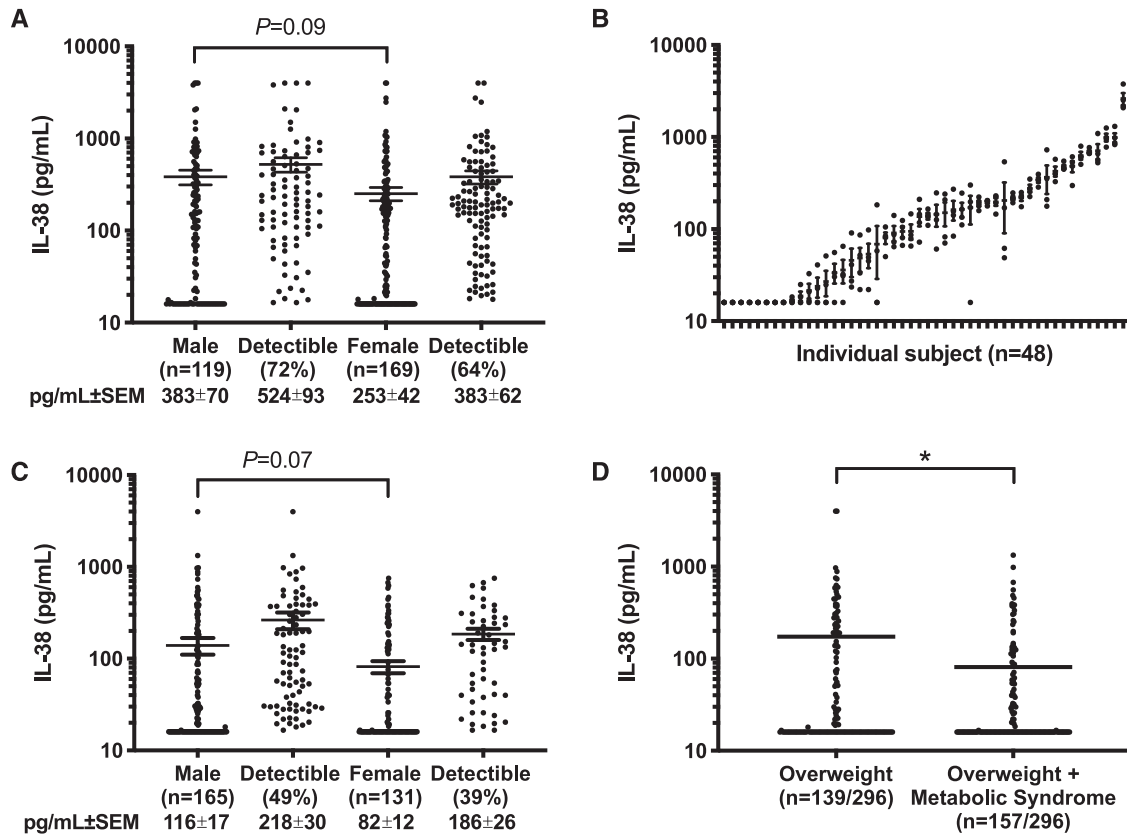 A
P=0.09
10000
1000
100
10
IL-38 (pg/mL)
Male Detectible Female Detectible
(n=119) (72%) (n=169) (64%)
pg/mL±SEM 383±70 524±93 253±42 383±62
B
10000
1000
100
10
IL-38 (pg/mL)
Individual subject (n=48)
C
P=0.07
10000
1000
100
10
IL-38 (pg/mL)
Male Detectible Female Detectible
(n=165) (49%) (n=131) (39%)
pg/mL±SEM 116±17 218±30 82±12 186±26
D
*
10000
1000
100
10
IL-38 (pg/mL)
Overweight
(n=139/296)
Overweight +
Metabolic Syndrome
(n=157/296)